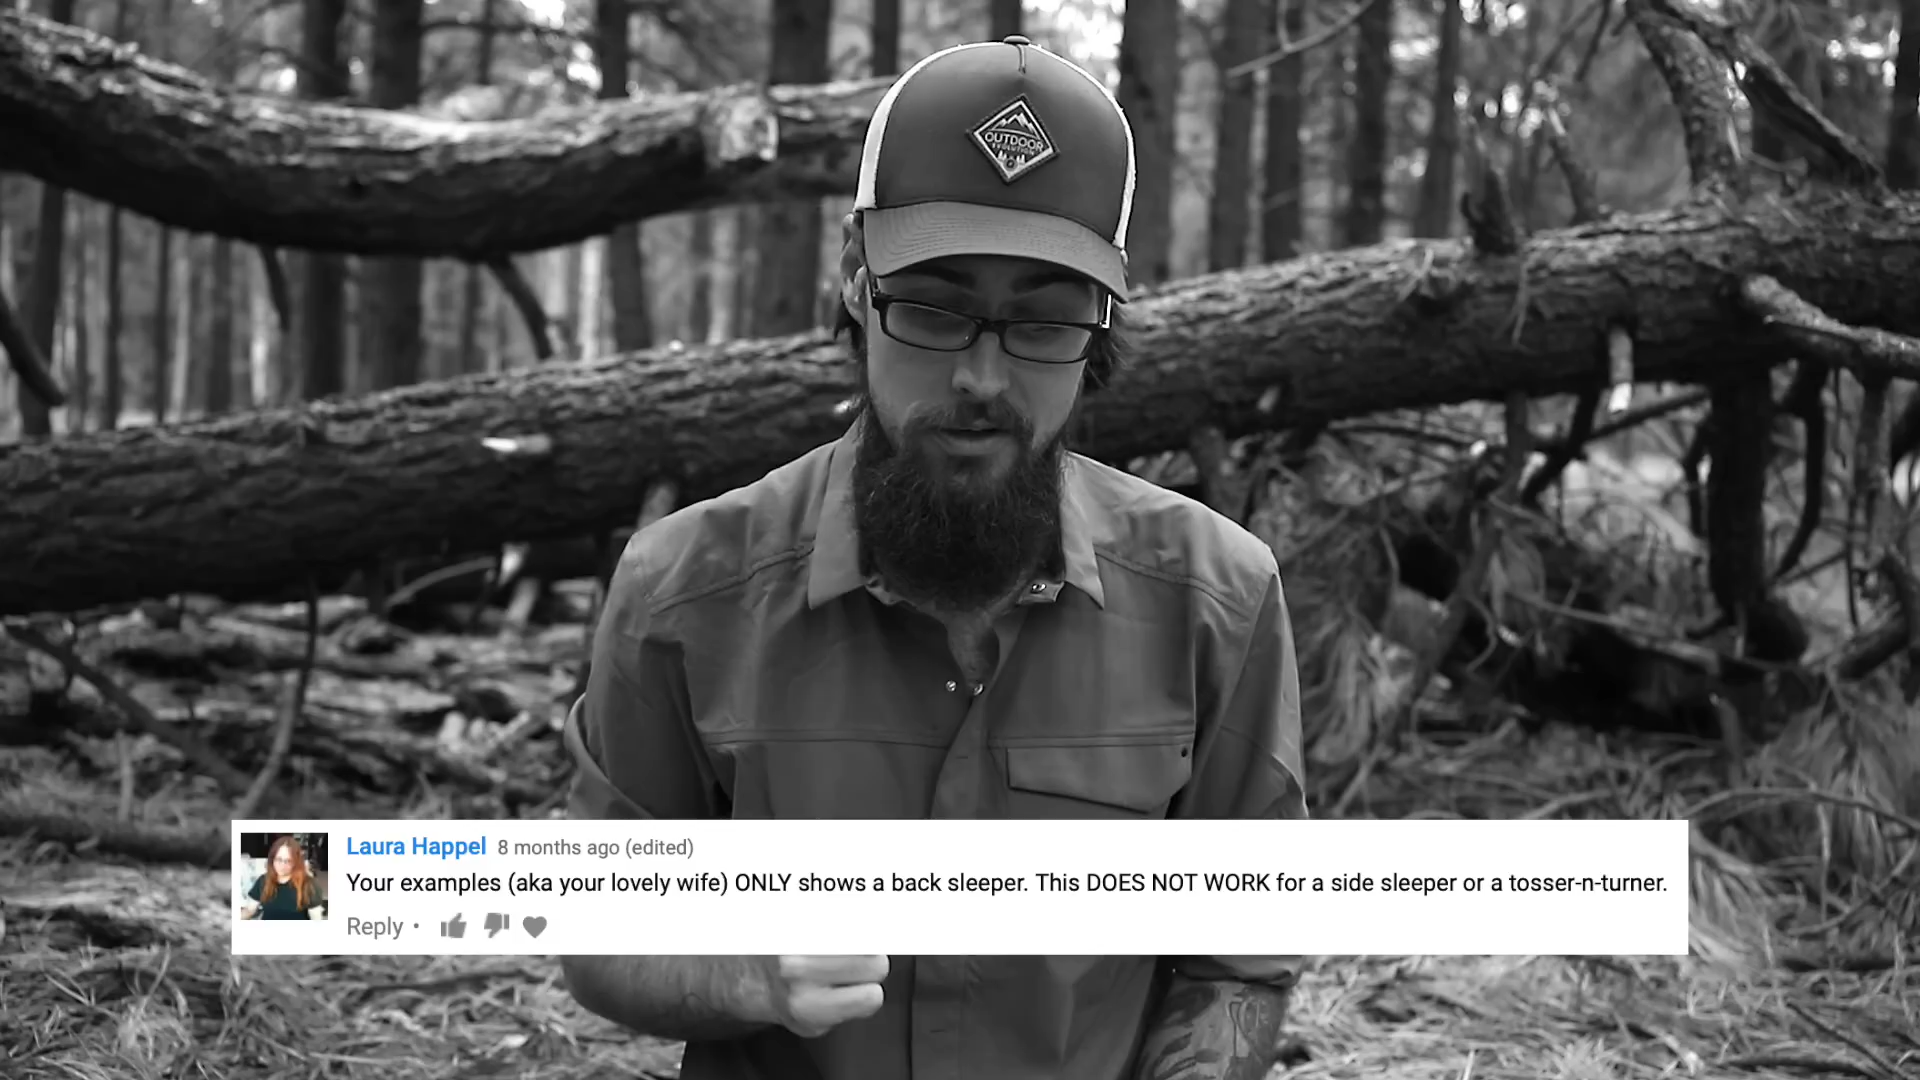 OUTDOOR
EVOLUTION
Laura Happel 8 months ago (edited)
Your examples (aka your lovely wife) ONLY shows a back sleeper. This DOES NOT WORK for a side sleeper or a tosser-n-turner.
Reply •